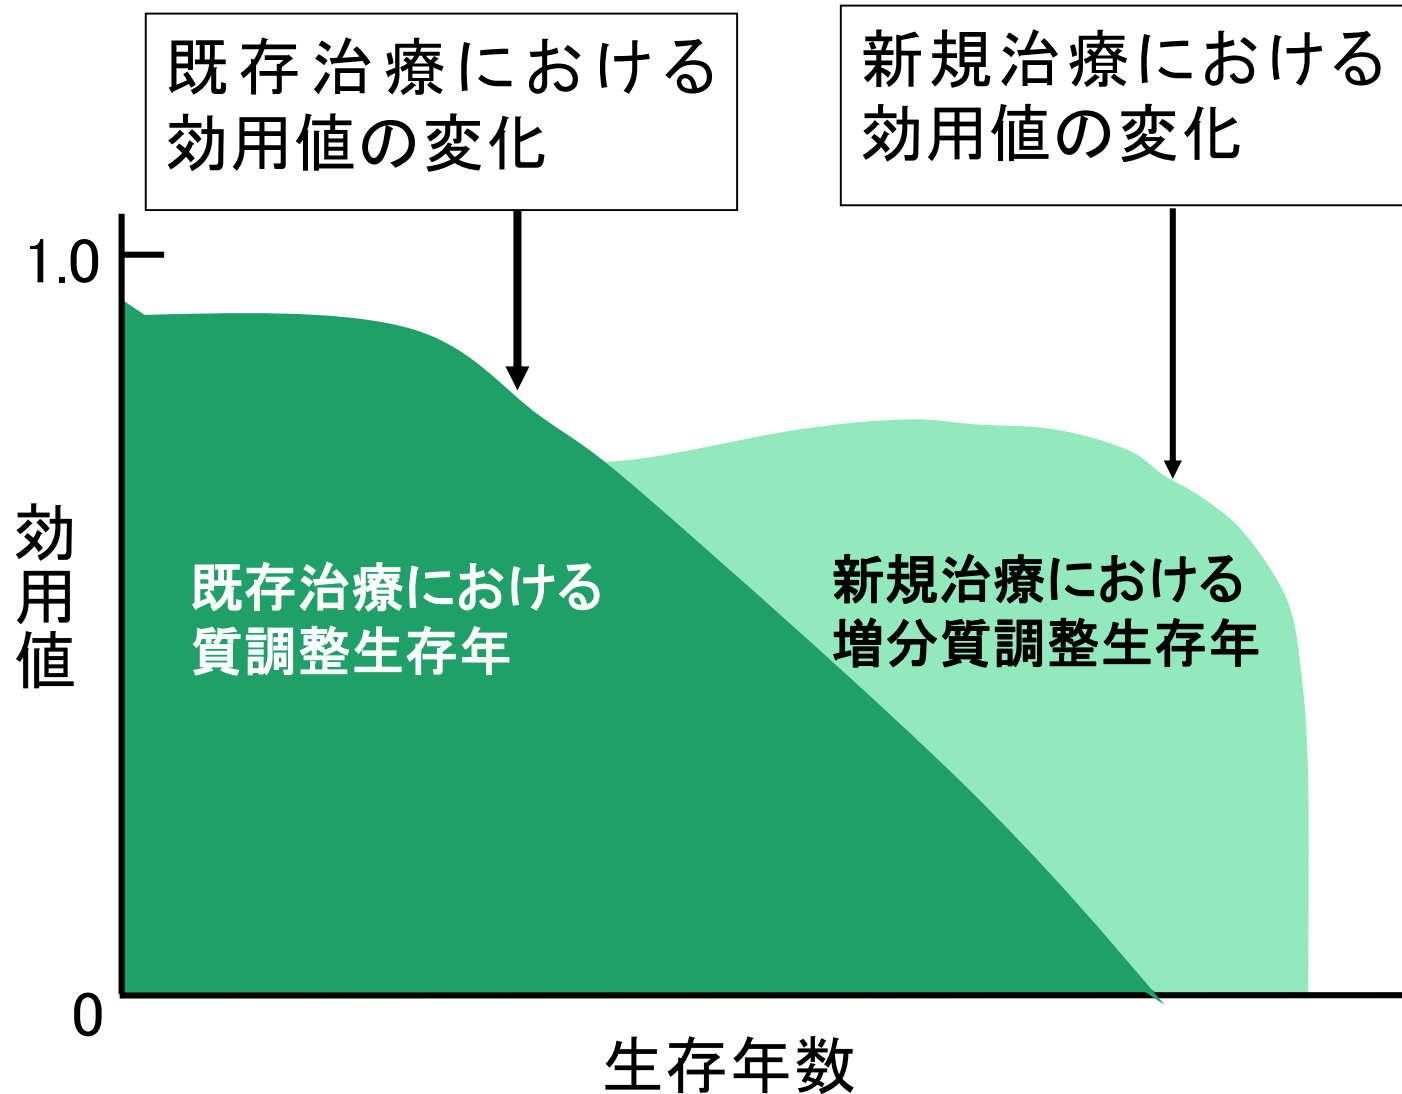 既存治療における
効用値の変化
新規治療における
効用値の変化
1.0
効用値
既存治療における
質調整生存年
新規治療における
増分質調整生存年
0
生存年数